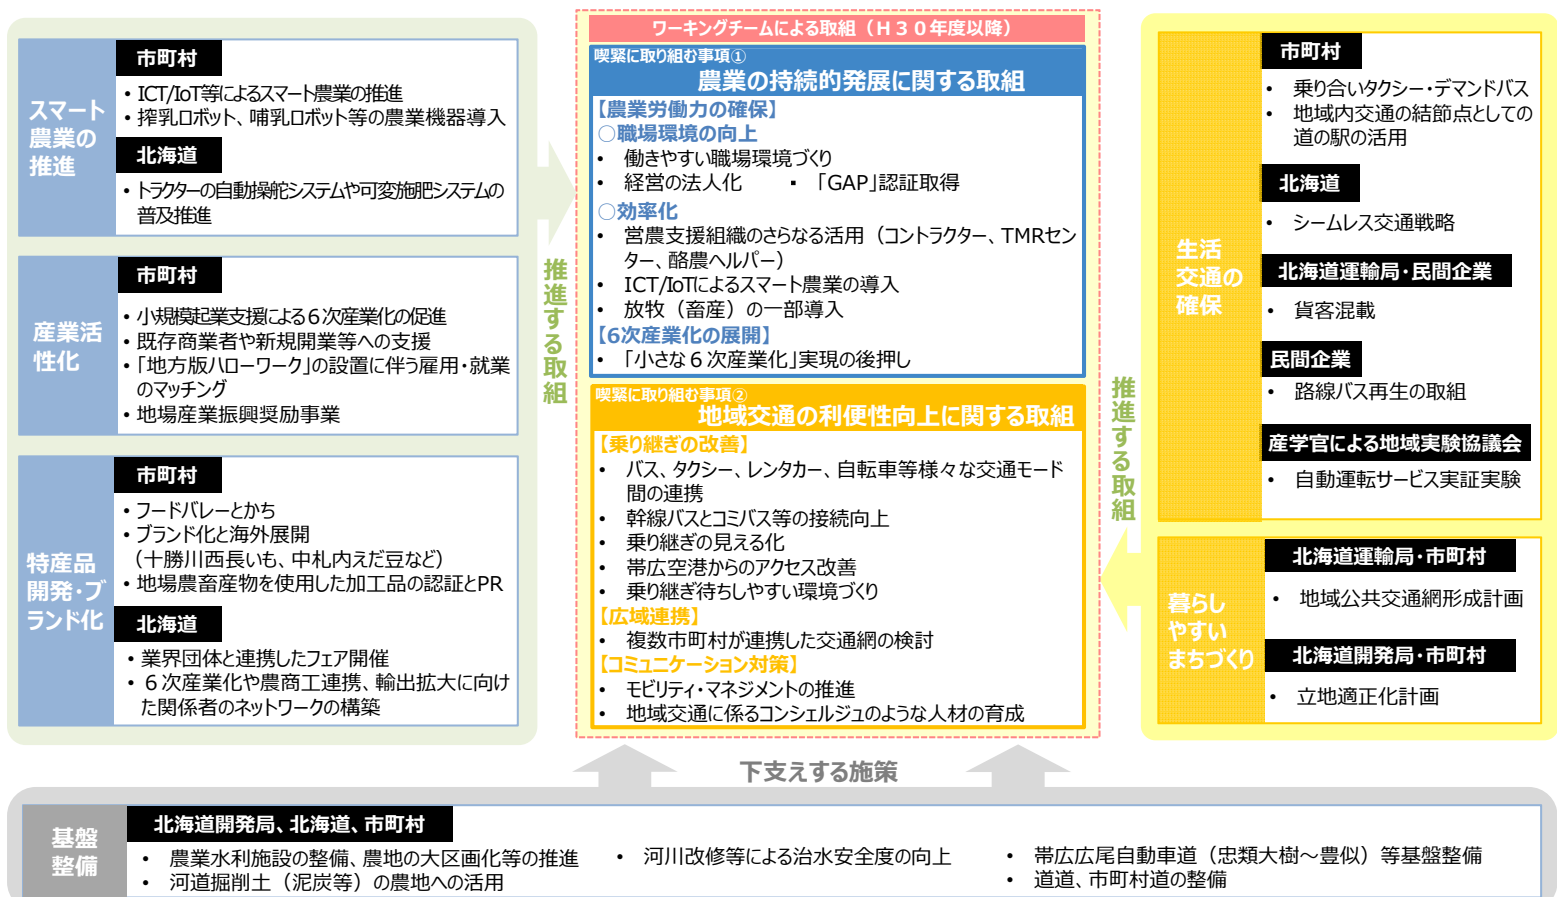 スマート
農業の
推進
市町村
・ICT/IoT等によるスマート農業の推進
・搾乳ロボット、哺乳ロボット等の農業機器導入
北海道
・トラクターの自動操舵システムや可変施肥システムの
普及推進
産業活
性化
市町村
・小規模起業支援による6次産業化の促進
・既存商業者や新規開業等への支援
・「地方版ハローワーク」の設置に伴う雇用・就業
のマッチング
・地場産業振興奨励事業
特産品
開発・ブ
ランド化
市町村
・フードバレーとかち
・ブランド化と海外展開
（十勝川西長いも、中札内えだ豆など）
・地場農畜産物を使用した加工品の認証とPR
北海道
・業界団体と連携したフェア開催
・6次産業化や農商工連携、輸出拡大に向け
た関係者のネットワークの構築
推進する取組
ワーキングチームによる取組（H30年度以降）
喫緊に取り組む事項①
農業の持続的発展に関する取組
【農業労働力の確保】
○職場環境の向上
・ 働きやすい職場環境づくり
・ 経営の法人化 ・ 「GAP」認証取得
○効率化
・ 営農支援組織のさらなる活用（コントラクター、TMRセン
ター、酪農ヘルパー）
・ ICT/IoTによるスマート農業の導入
・ 放牧（畜産）の一部導入
【6次産業化の展開】
・ 「小さな6次産業化」実現の後押し
喫緊に取り組む事項②
地域交通の利便性向上に関する取組
【乗り継ぎの改善】
・ バス、タクシー、レンタカー、自転車等様々な交通モード
間の連携
・ 幹線バスとコミバス等の接続向上
・ 乗り継ぎの見える化
・ 帯広空港からのアクセス改善
・ 乗り継ぎ待ちしやすい環境づくり
【広域連携】
・ 複数市町村が連携した交通網の検討
【コミュニケーション対策】
・ モビリティ・マネジメントの推進
・ 地域交通に係るコンシェルジュのような人材の育成
推進する取組
生活
交通の
確保
市町村
・ 乗り合いタクシー・デマンドバス
・ 地域内交通の結節点としての
道の駅の活用
北海道
・ シームレス交通戦略
北海道運輸局・民間企業
・ 貨客混載
民間企業
・ 路線バス再生の取組
産学官による地域実験協議会
・ 自動運転サービス実証実験
暮らし
やすい
まちづくり
北海道運輸局・市町村
・ 地域公共交通網形成計画
北海道開発局・市町村
・ 立地適正化計画
下支えする施策
基盤
整備
北海道開発局、北海道、市町村
・ 農業水利施設の整備、農地の大区画化等の推進
・ 河道掘削土（泥炭等）の農地への活用
・ 河川改修等による治水安全度の向上
・ 帯広広尾自動車道（忠類大樹～豊似）等基盤整備
・ 道道、市町村道の整備